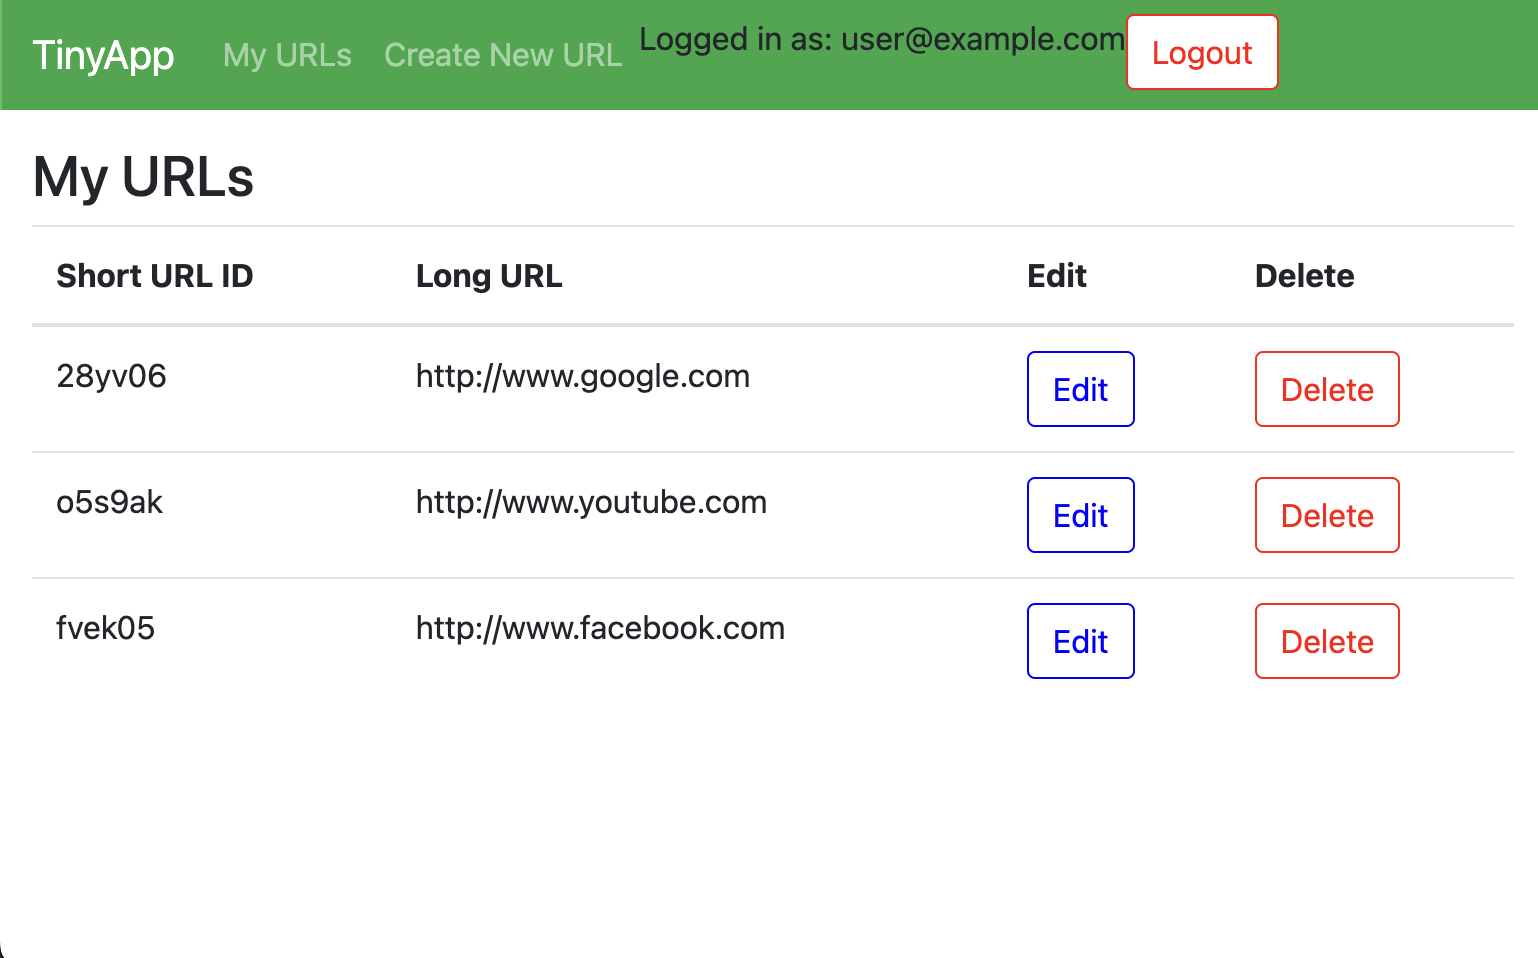 TinyApp My URLs Create New URL Logged in as: user@example.com Logout
My URLs
Short URL ID Long URL Edit Delete
28yv06 http://www.google.com Edit Delete
o5s9ak http://www.youtube.com Edit Delete
fvek05 http://www.facebook.com Edit Delete